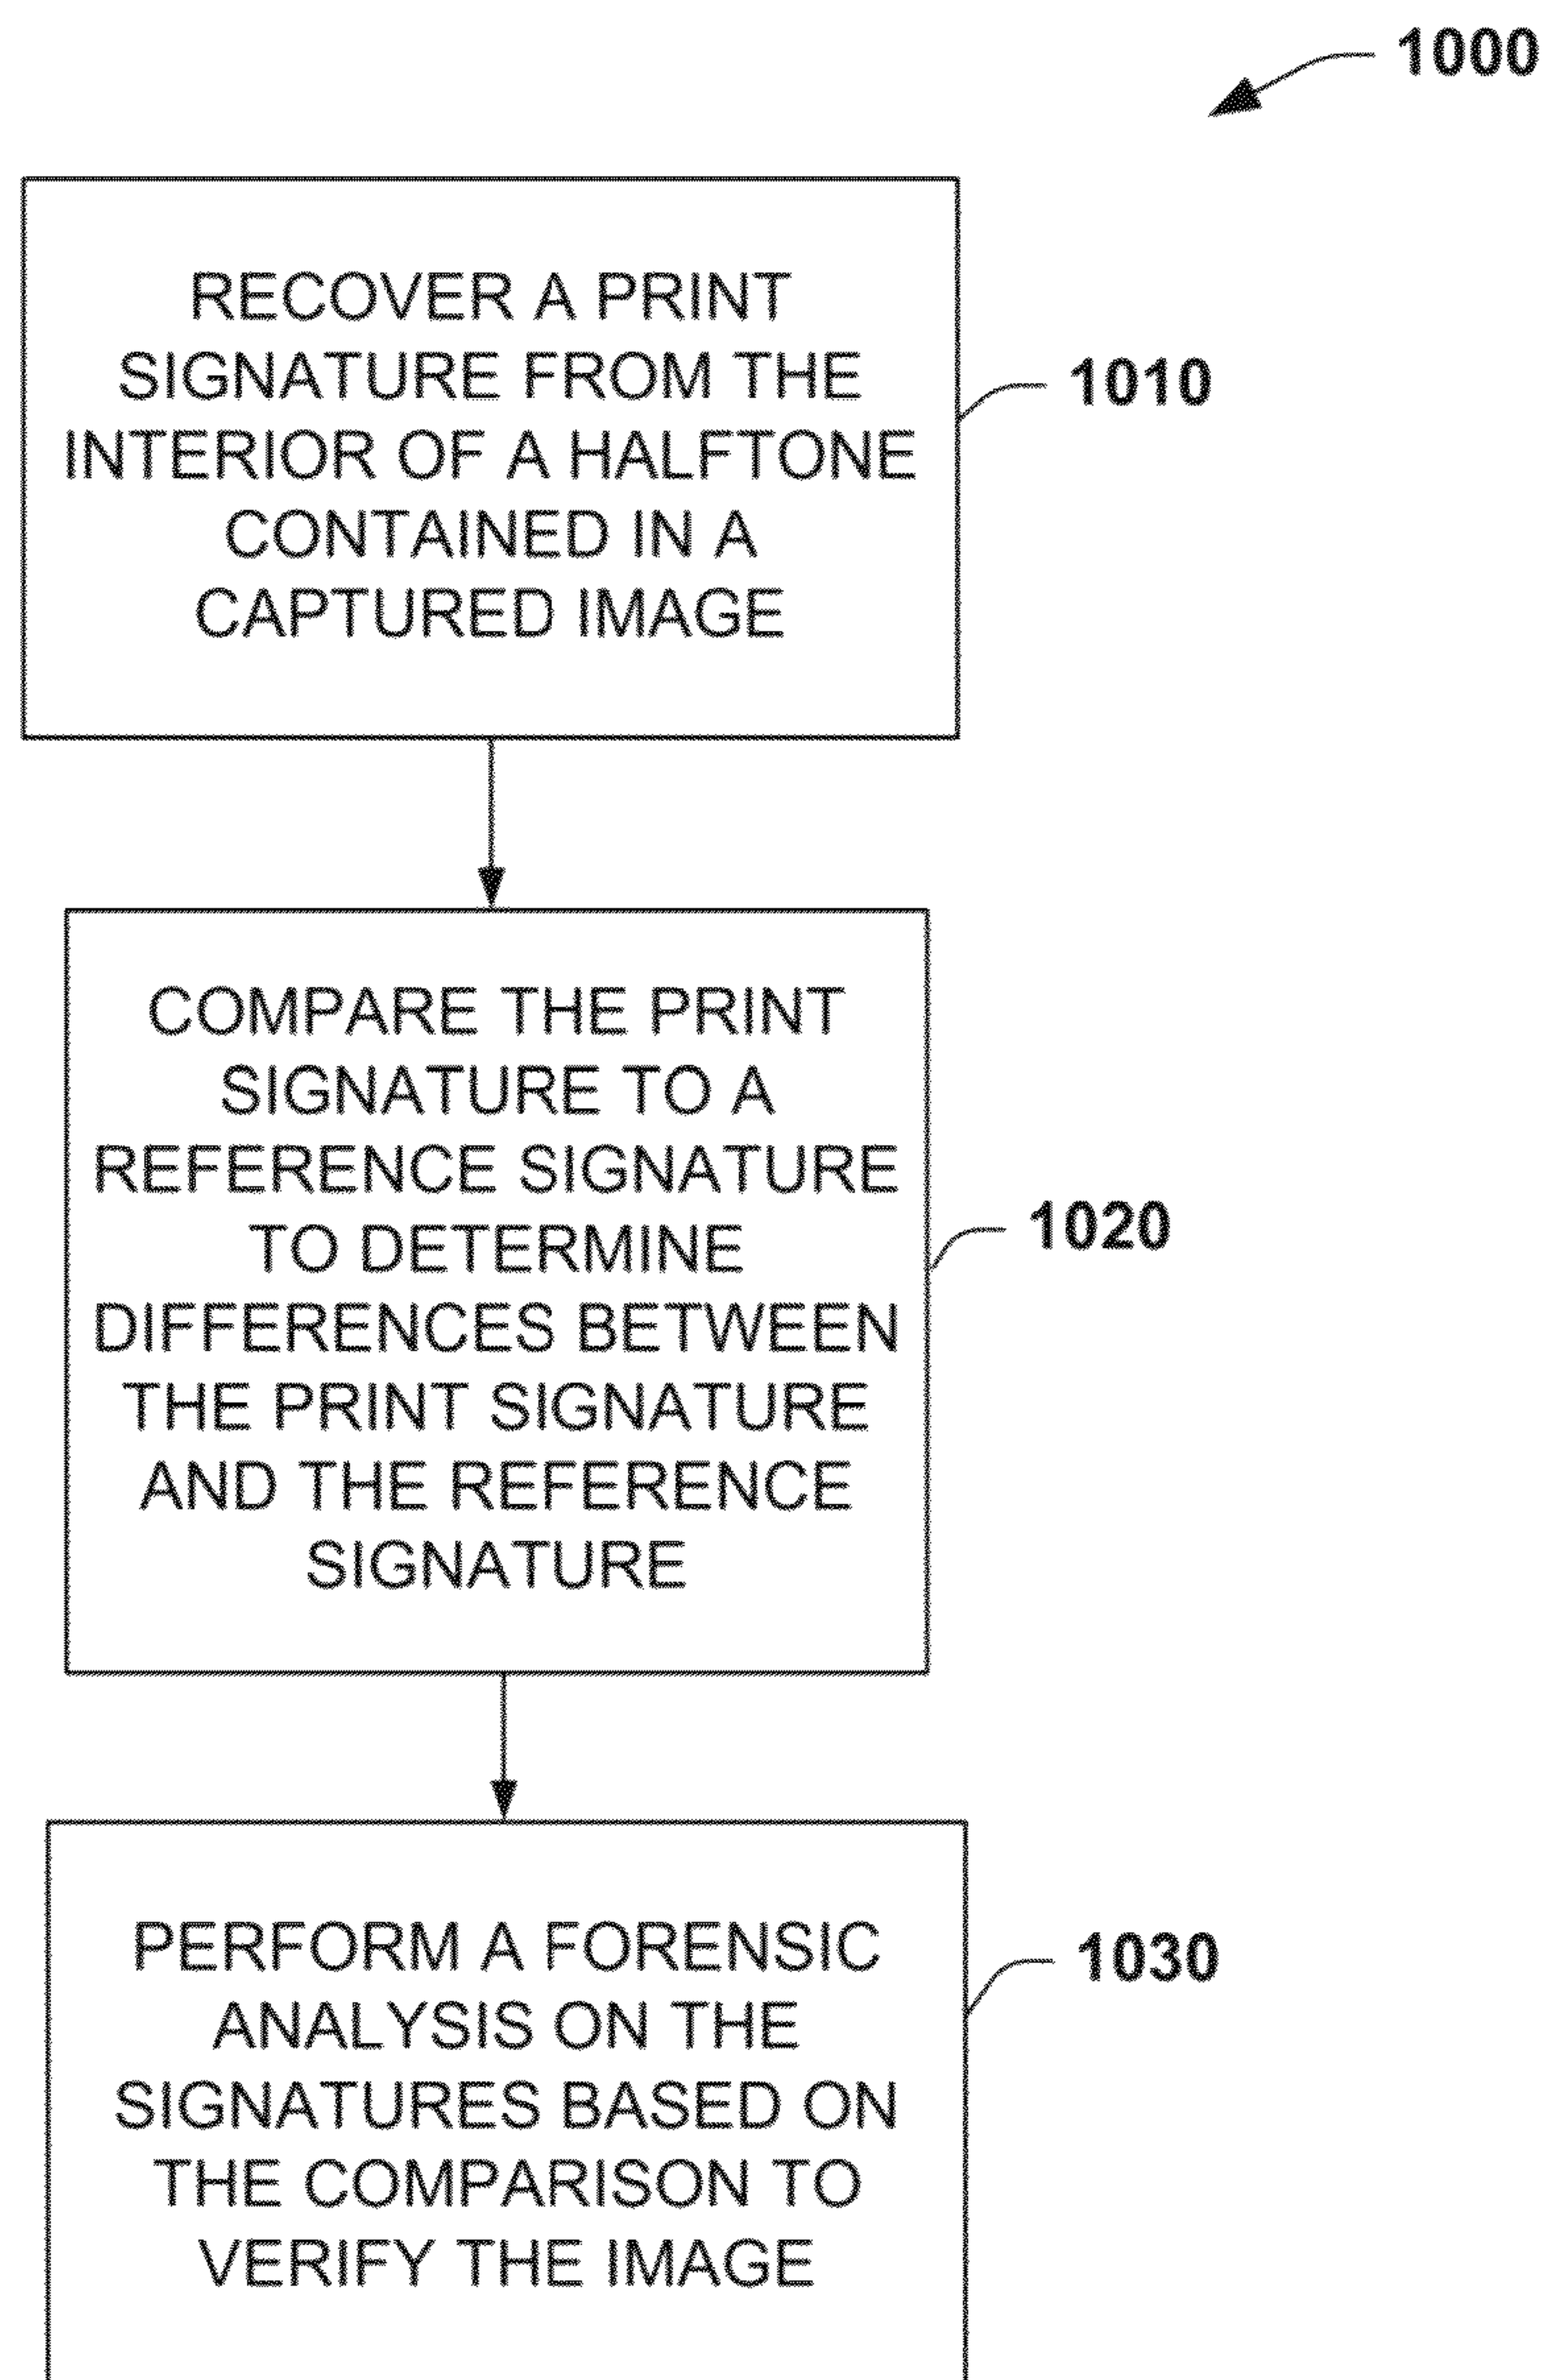 1000
RECOVER A PRINT
SIGNATURE FROM THE
INTERIOR OF A HALFTONE
CONTAINED IN A
CAPTURED IMAGE
1010
COMPARE THE PRINT
SIGNATURE TO A
REFERENCE SIGNATURE
TO DETERMINE
DIFFERENCES BETWEEN
THE PRINT SIGNATURE
AND THE REFERENCE
SIGNATURE
1020
PERFORM A FORENSIC
ANALYSIS ON THE
SIGNATURES BASED ON
THE COMPARISON TO
VERIFY THE IMAGE
1030